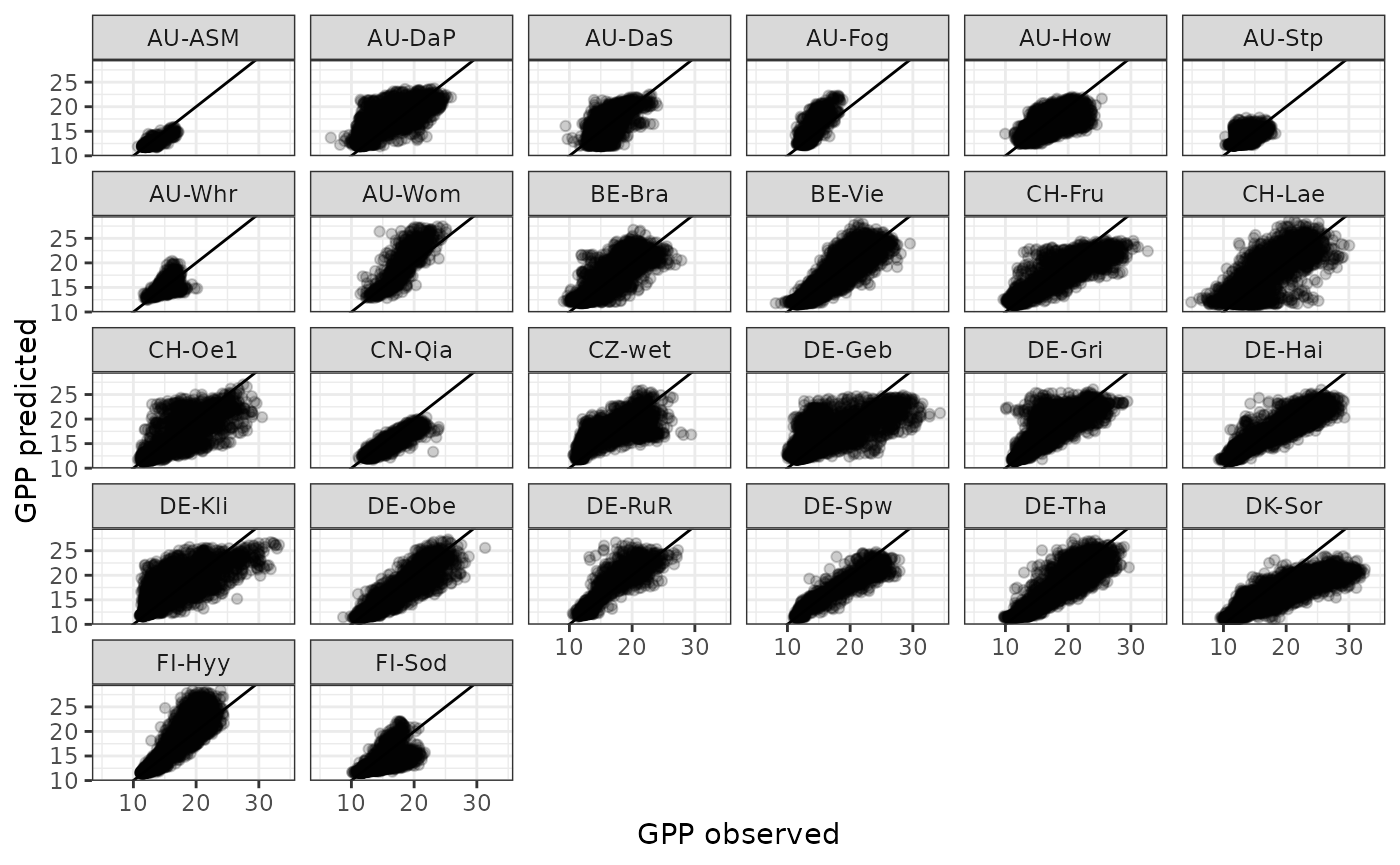 AU-ASM AU-DaP AU-DaS AU-Fog AU-How AU-Stp
25
20
15
10
AU-Whr AU-Wom BE-Bra BE-Vie CH-Fru CH-Lae
25
20
15
10
CH-Oe1 CN-Qia CZ-wet DE-Geb DE-Gri DE-Hai
25
20
15
10
DE-Kli DE-Obe DE-RuR DE-Spw DE-Tha DK-Sor
25
20
15
10
10 20 30 10 20 30 10 20 30 10 20 30
FI-Hyy FI-Sod
25
20
15
10
10 20 30 10 20 30
GPP predicted
GPP observed